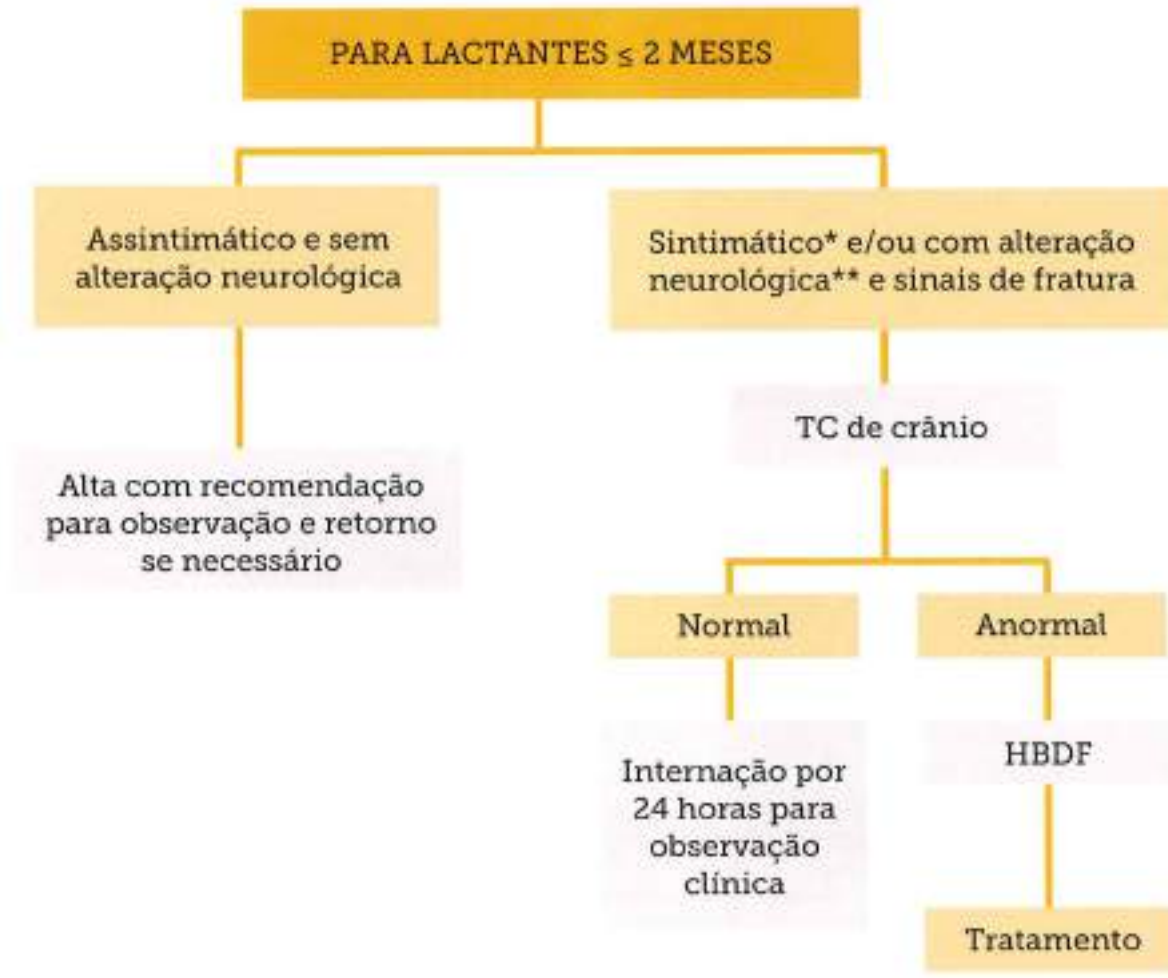 PARA LACTANTES ≤ 2 MESES
Assintimático e sem
alteração neurológica
Sintimático* e/ou com alteração
neurológica** e sinais de fratura
Alta com recomendação
para observação e retorno
se necessário
TC de crânio
Normal
Anormal
Internação por
24 horas para
observação
clínica
HBDF
Tratamento